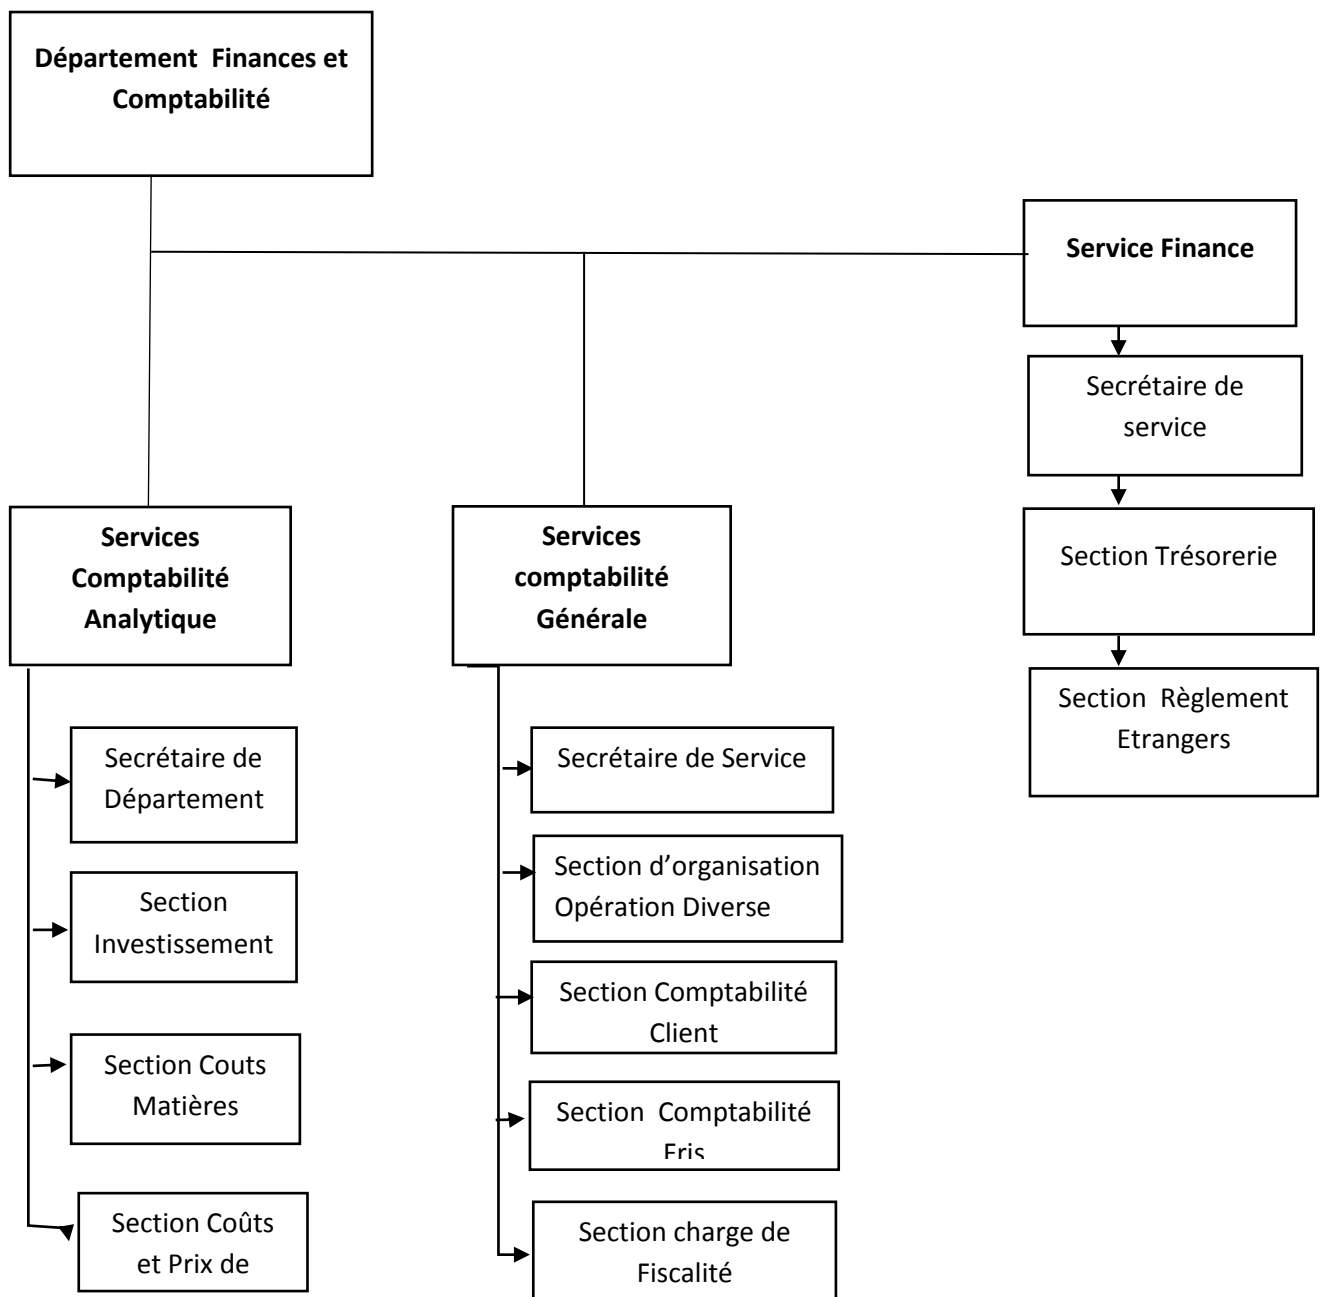 Département Finances et
Comptabilité
Service Finance
Secrétaire de
service
Section Trésorerie
Section Règlement
Etrangers
Services
Comptabilité
Analytique
Secrétaire de
Département
Section
Investissement
Section Couts
Matières
Section Coûts
et Prix de
Services
comptabilité
Générale
Secrétaire de Service
Section d’organisation
Opération Diverse
Section Comptabilité
Client
Section Comptabilité
Section charge de
Fiscalité